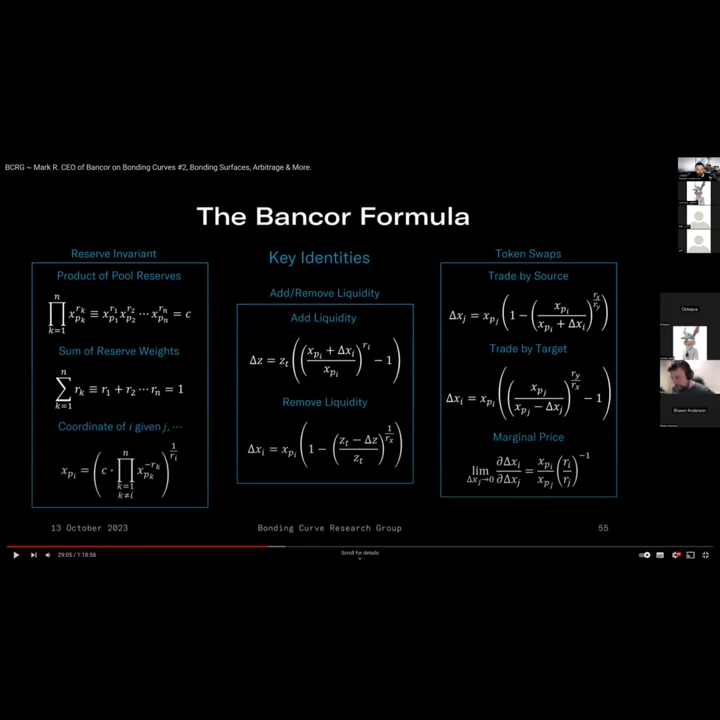 BCRG ~ Mark R. CEO of Bancor on Bonding Curves #2, Bonding Surfaces, Arbitrage & More.
The Bancor Formula
Reserve Invariant
Product of Pool Reserves
∏_{k=1}^{n} x_{p_k}^{r_k} ≡ x_{p_1}^{r_1} x_{p_2}^{r_2} ⋯ x_{p_n}^{r_n} = c
Sum of Reserve Weights
∑_{k=1}^{n} r_k ≡ r_1 + r_2 ⋯ r_n = 1
Coordinate of i given j, ⋯
x_{p_i} = (c · ∏_{k=1, k≠i}^{n} x_{p_k}^{-r_k})^{1/r_i}
Key Identities
Add/Remove Liquidity
Add Liquidity
Δz = z_t ((x_{p_i} + Δx_i / x_{p_i})^{r_i} − 1)
Remove Liquidity
Δx_i = x_{p_i} (1 − (z_t − Δz / z_t)^{1/r_x})
Token Swaps
Trade by Source
Δx_j = x_{p_j} (1 − (x_{p_i} / x_{p_i} + Δx_i)^{r_x/r_y})
Trade by Target
Δx_i = x_{p_i} ((x_{p_j} / x_{p_j} − Δx_j)^{r_y/r_x} − 1)
Marginal Price
lim_{Δx_j→0} ∂Δx_i / ∂Δx_j = x_{p_i} / x_{p_j} (r_i / r_j)^{-1}
13 October 2023
Bonding Curve Research Group
55
Octopus
Shawn Anderson
29:05 / 1:18:58
Scroll for details